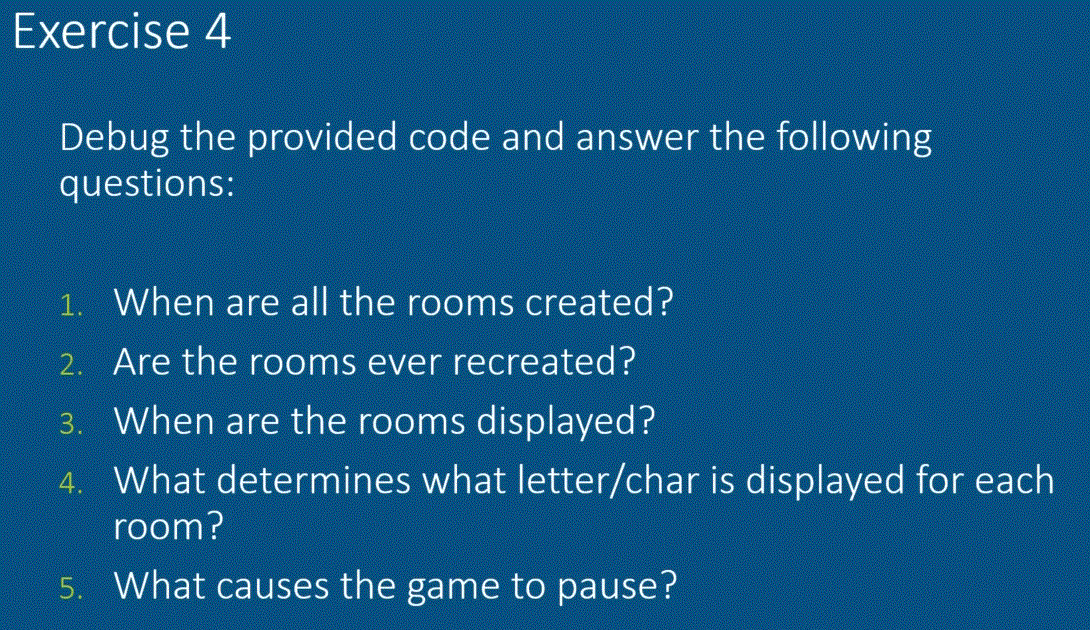 Exercise 4
Debug the provided code and answer the following
questions:
1. When are all the rooms created?
2. Are the rooms ever recreated?
3. When are the rooms displayed?
4. What determines what letter/char is displayed for each
room?
5. What causes the game to pause?